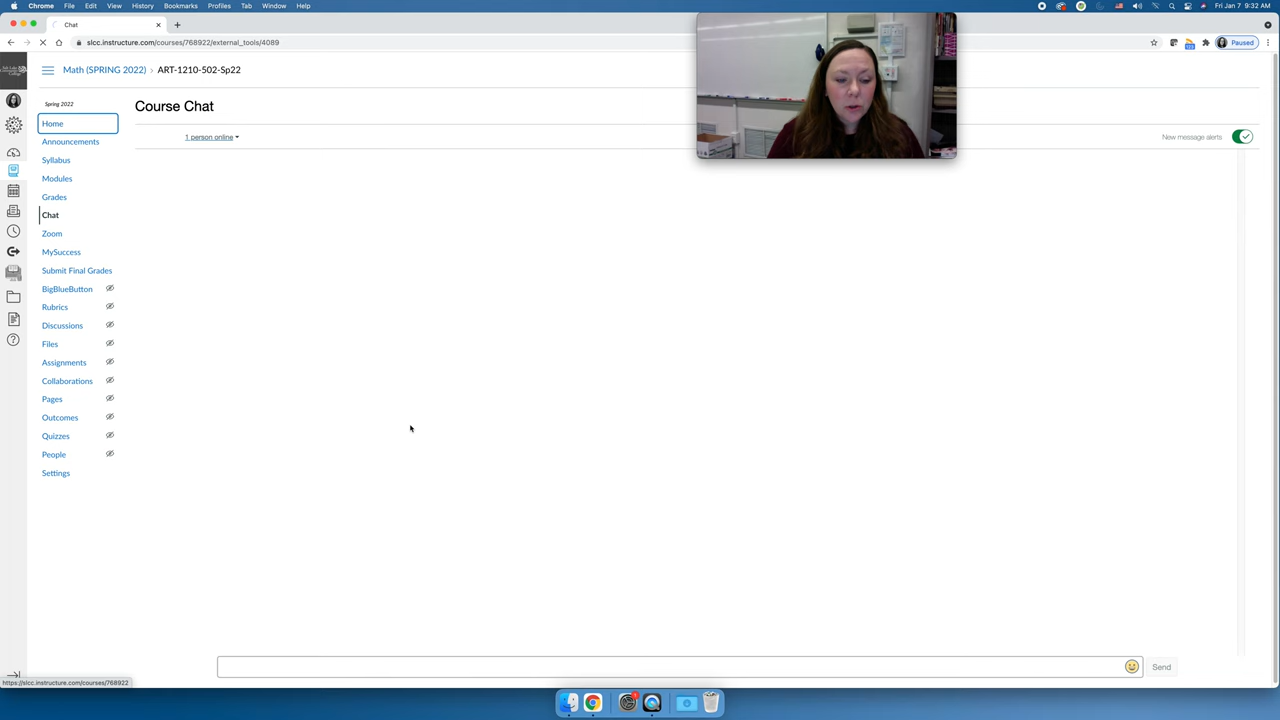 Chrome File Edit View History Bookmarks Profiles Tab Window Help Fri Jan 7 9:32 AM
Chat
slcc.instructure.com/courses/768922/external_tools/4089 Paused
Math (SPRING 2022) › ART-1210-502-Sp22
Spring 2022
Course Chat
Home
1 person online New message alerts
Announcements
Syllabus
Modules
Grades
Chat
Zoom
MySuccess
Submit Final Grades
BigBlueButton
Rubrics
Discussions
Files
Assignments
Collaborations
Pages
Outcomes
Quizzes
People
Settings
Send
https://slcc.instructure.com/courses/768922